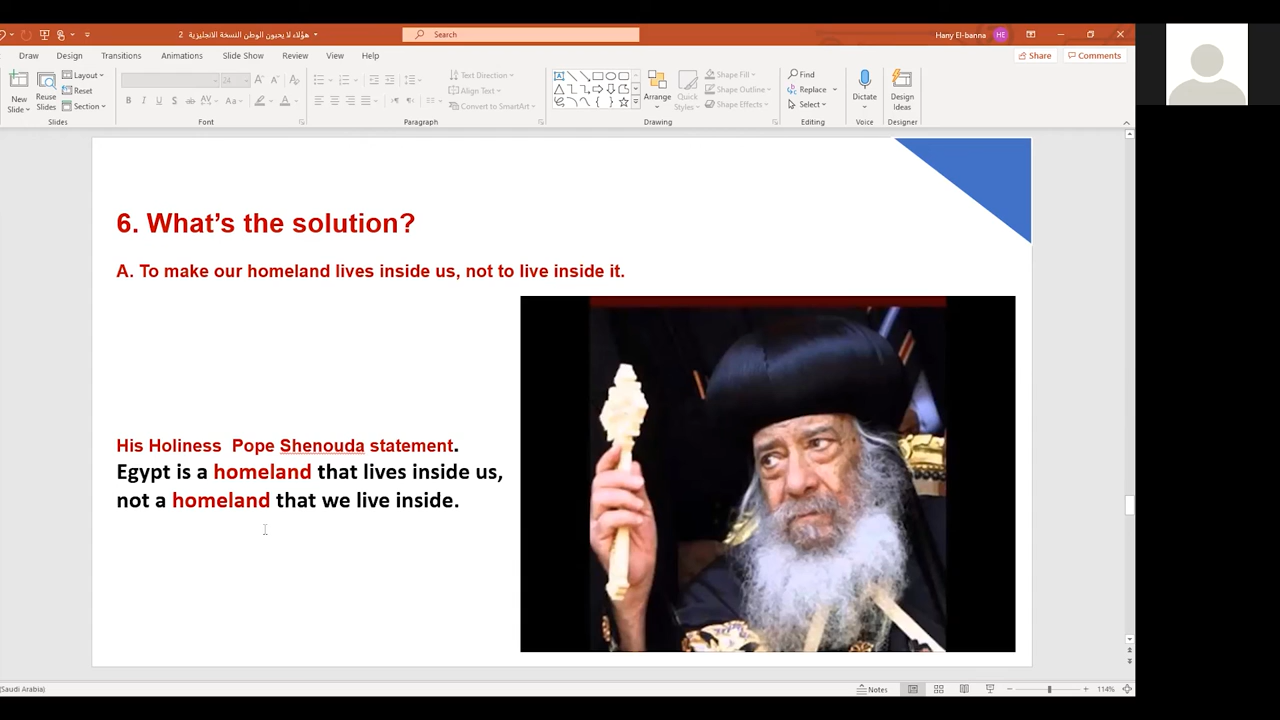 هؤلاء لا يحبون الوطن النسخة الانجليزية 2
Search
Hany El-banna HE
Draw Design Transitions Animations Slide Show Review View Help
Share Comments
New Slide
Reuse Slides
Layout
Reset
Section
24
Text Direction
Align Text
Convert to SmartArt
Arrange
Quick Styles
Shape Fill
Shape Outline
Shape Effects
Find
Replace
Select
Dictate
Design Ideas
Slides Font Paragraph Drawing Editing Voice Designer
6. What’s the solution?
A. To make our homeland lives inside us, not to live inside it.
His Holiness Pope Shenouda statement.
Egypt is a homeland that lives inside us,
not a homeland that we live inside.
(Saudi Arabia)
Notes
114%